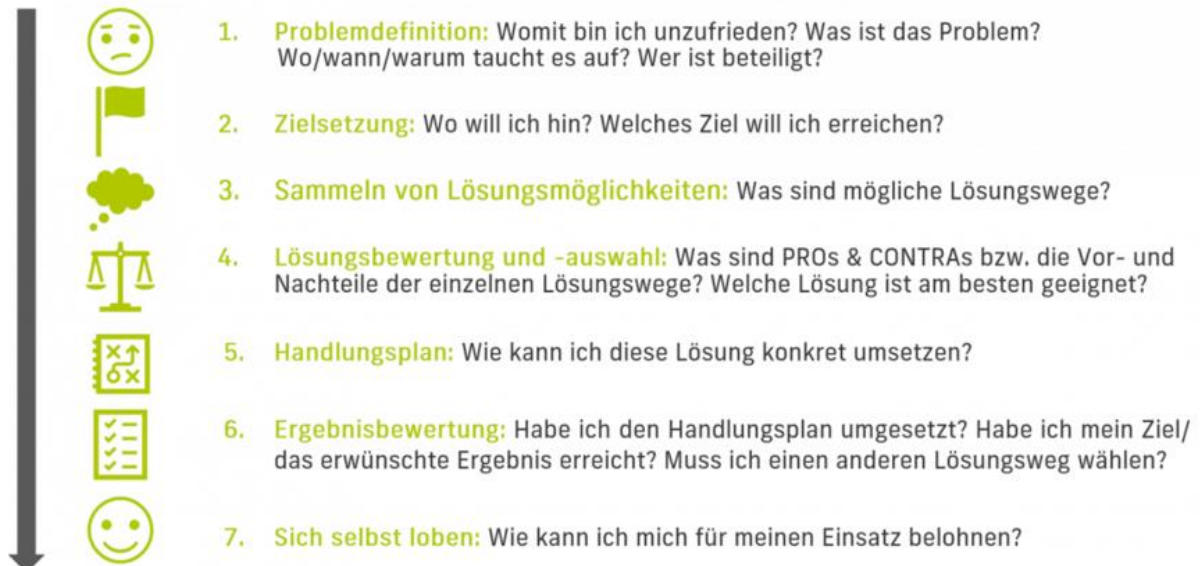 1. Problemdefinition: Womit bin ich unzufrieden? Was ist das Problem?
Wo/wann/warum taucht es auf? Wer ist beteiligt?
2. Zielsetzung: Wo will ich hin? Welches Ziel will ich erreichen?
3. Sammeln von Lösungsmöglichkeiten: Was sind mögliche Lösungswege?
4. Lösungsbewertung und -auswahl: Was sind PROs & CONTRAs bzw. die Vor- und
Nachteile der einzelnen Lösungswege? Welche Lösung ist am besten geeignet?
5. Handlungsplan: Wie kann ich diese Lösung konkret umsetzen?
6. Ergebnisbewertung: Habe ich den Handlungsplan umgesetzt? Habe ich mein Ziel/
das erwünschte Ergebnis erreicht? Muss ich einen anderen Lösungsweg wählen?
7. Sich selbst loben: Wie kann ich mich für meinen Einsatz belohnen?